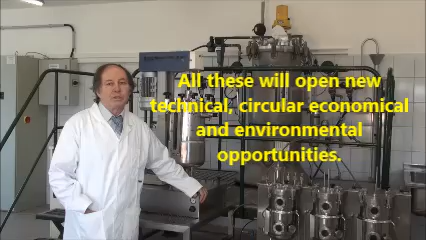 All these will open new
technical, circular economical
and environmental
opportunities.